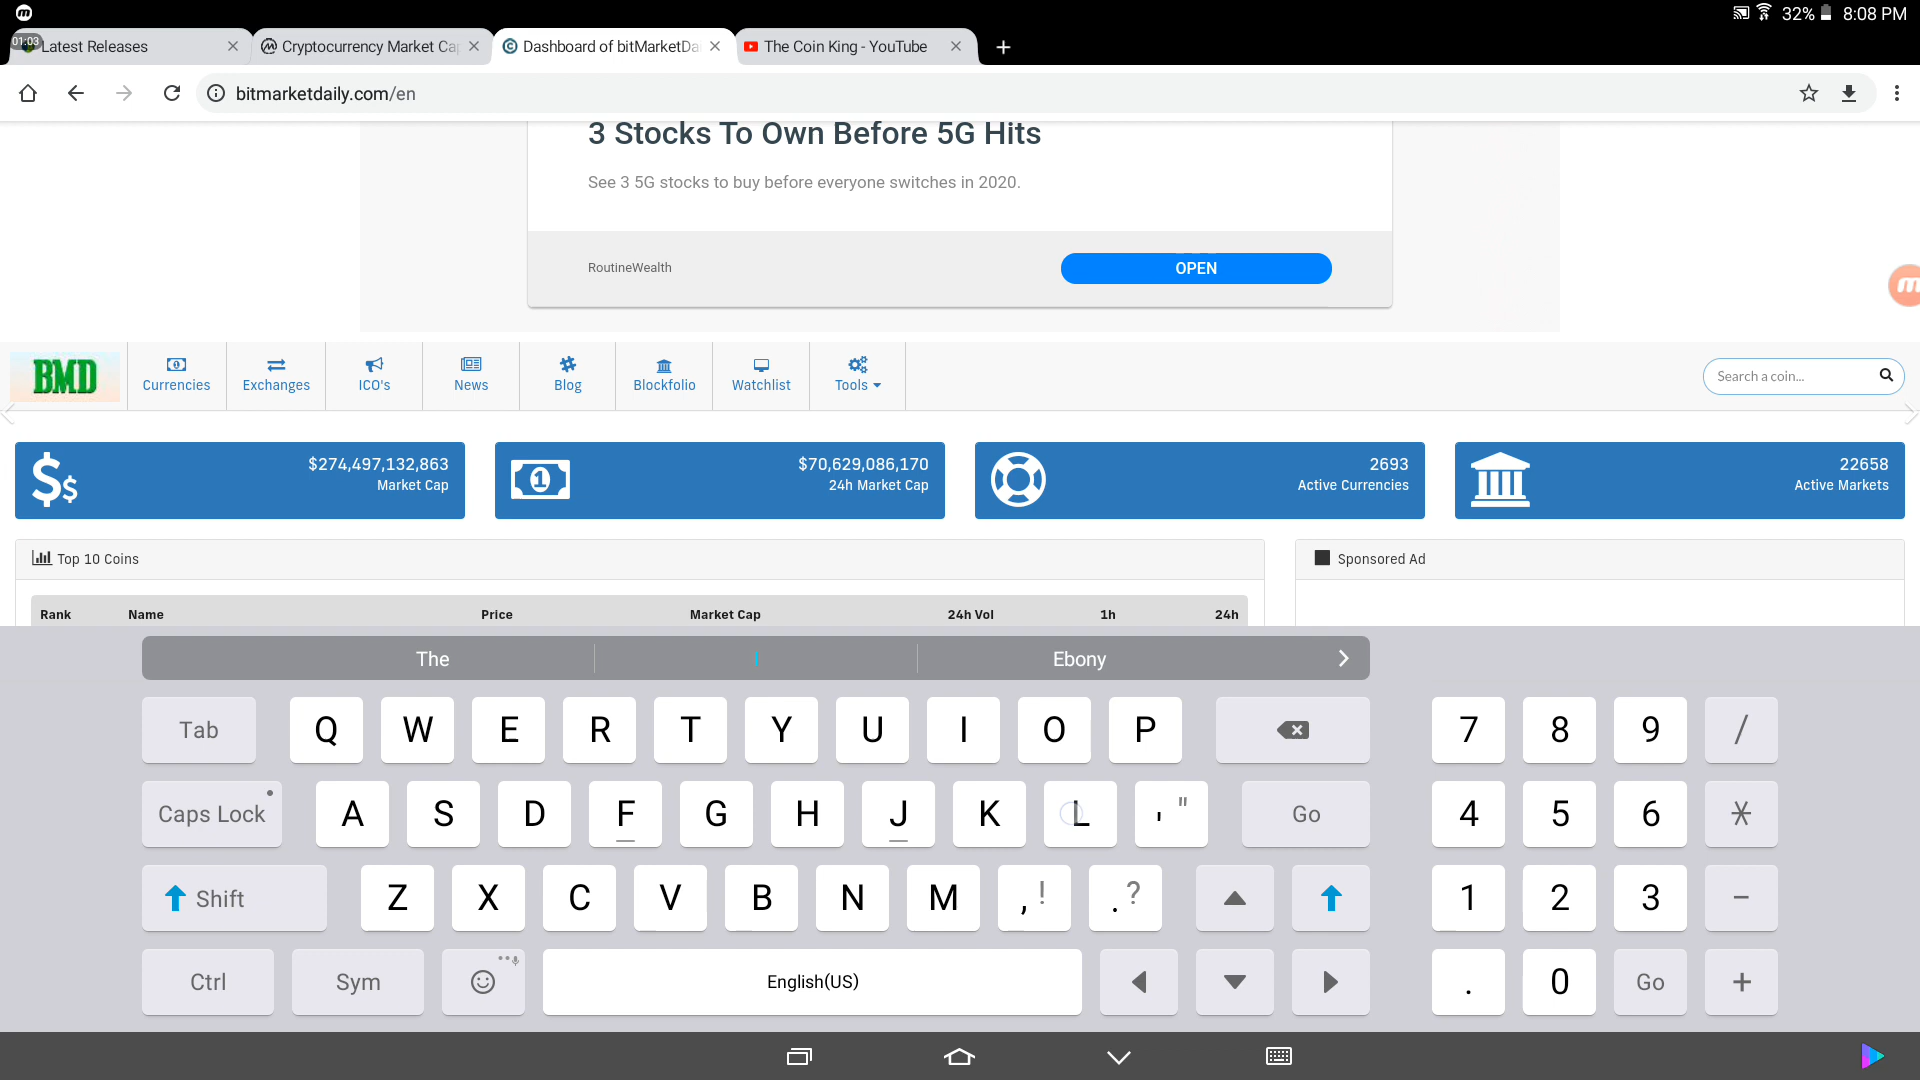 32% 8:08 PM
01:03
Latest Releases
Cryptocurrency Market Ca
Dashboard of bitMarketDa
The Coin King - YouTube
bitmarketdaily.com/en
3 Stocks To Own Before 5G Hits
See 3 5G stocks to buy before everyone switches in 2020.
RoutineWealth
OPEN
BMD
Currencies
Exchanges
ICO's
News
Blog
Blockfolio
Watchlist
Tools
Search a coin...
$274,497,132,863
Market Cap
$70,629,086,170
24h Market Cap
2693
Active Currencies
22658
Active Markets
Top 10 Coins
Sponsored Ad
Rank Name Price Market Cap 24h Vol 1h 24h
The I Ebony
Tab Q W E R T Y U I O P 7 8 9 /
Caps Lock A S D F G H J K L ' " Go 4 5 6 *
Shift Z X C V B N M , ! . ? 1 2 3 -
Ctrl Sym English(US) . 0 Go +